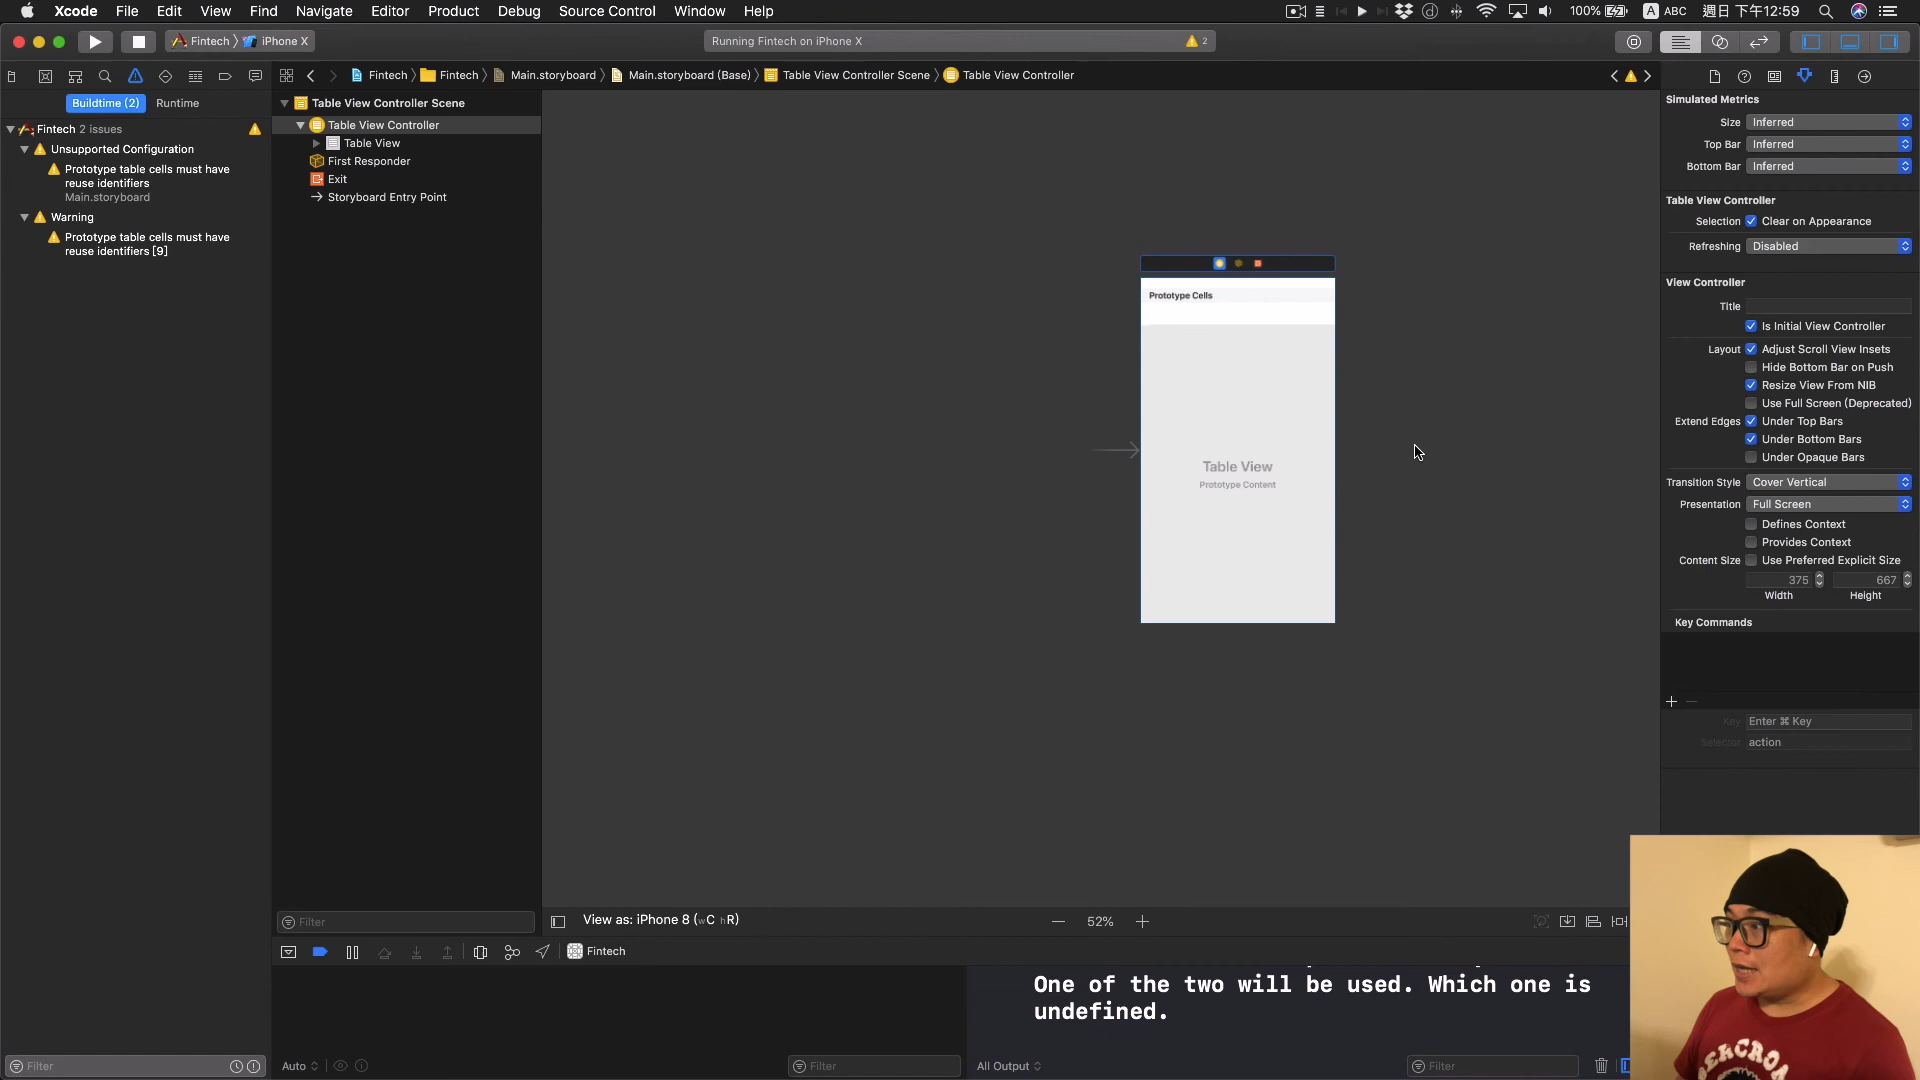 Xcode File Edit View Find Navigate Editor Product Debug Source Control Window Help
100% A ABC 週日 下午12:59
Fintech iPhone X
Running Fintech on iPhone X
2
Fintech Fintech Main.storyboard Main.storyboard (Base) Table View Controller Scene Table View Controller
Buildtime (2) Runtime
Fintech 2 issues
Unsupported Configuration
Prototype table cells must have
reuse identifiers
Main.storyboard
Warning
Prototype table cells must have
reuse identifiers [9]
Table View Controller Scene
Table View Controller
Table View
First Responder
Exit
Storyboard Entry Point
Prototype Cells
Table View
Prototype Content
Simulated Metrics
Size Inferred
Top Bar Inferred
Bottom Bar Inferred
Table View Controller
Selection Clear on Appearance
Refreshing Disabled
View Controller
Title
Is Initial View Controller
Layout Adjust Scroll View Insets
Hide Bottom Bar on Push
Resize View From NIB
Use Full Screen (Deprecated)
Extend Edges Under Top Bars
Under Bottom Bars
Under Opaque Bars
Transition Style Cover Vertical
Presentation Full Screen
Defines Context
Provides Context
Content Size Use Preferred Explicit Size
375 667
Width Height
Key Commands
Key Enter ⌘ Key
Selector action
Filter
View as: iPhone 8 (wC hR)
52%
Fintech
One of the two will be used. Which one is
undefined.
Filter
Auto
Filter
All Output
Filter